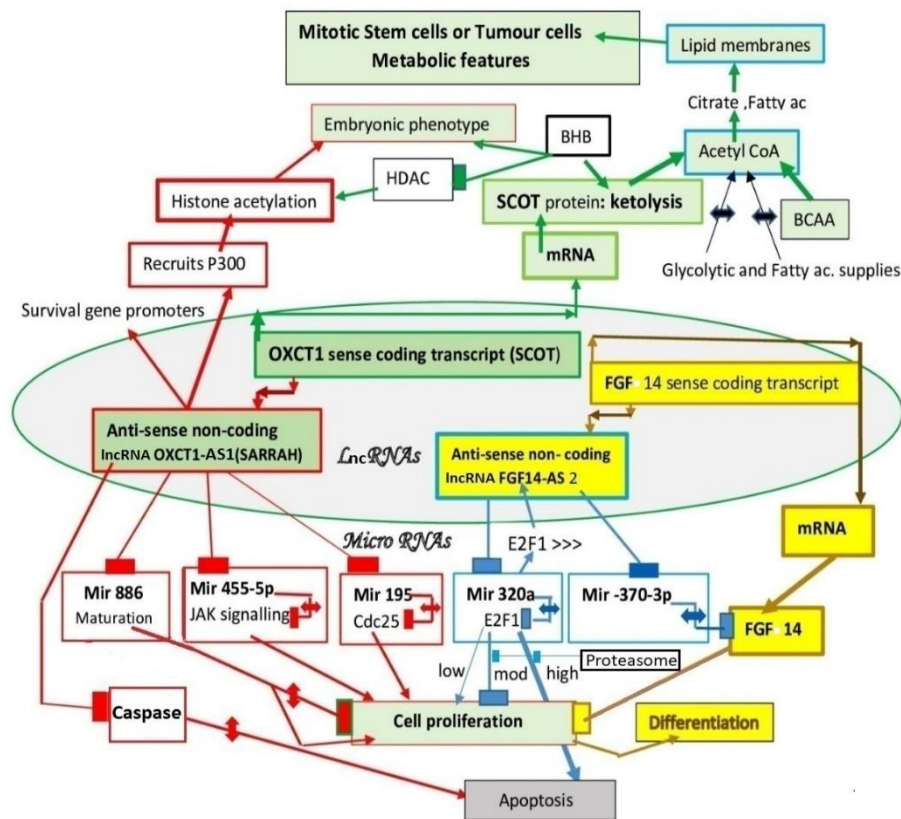 Mitotic Stem cells or Tumour cells
Metabolic features
Lipid membranes
Citrate ,Fatty ac
Embryonic phenotype
BHB
Acetyl CoA
HDAC
Histone acetylation
SCOT protein: ketolysis
BCAA
Recruits P300
mRNA
Glycolytic and Fatty ac. supplies
Survival gene promoters
OXCT1 sense coding transcript (SCOT)
FGF- 14 sense coding transcript
Anti-sense non-coding
lncRNA OXCT1-AS1(SARRAH)
LncRNAs
Anti-sense non- coding
lncRNA FGF14-AS 2
Micro RNAs
E2F1 >>>
mRNA
Mir 886
Maturation
Mir 455-5p
JAK signalling
Mir 195
Cdc25
Mir 320a
E2F1
Mir -370-3p
FGF- 14
low
mod
high
Proteasome
Caspase
Cell proliferation
Differentiation
Apoptosis